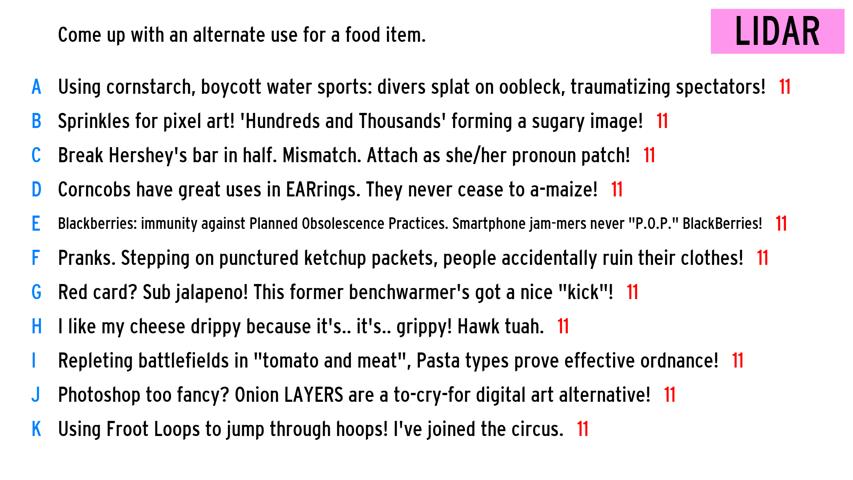 LIDAR
Come up with an alternate use for a food item.
A Using cornstarch, boycott water sports: divers splat on oobleck, traumatizing spectators! 11
B Sprinkles for pixel art! 'Hundreds and Thousands' forming a sugary image! 11
C Break Hershey's bar in half. Mismatch. Attach as she/her pronoun patch! 11
D Corncobs have great uses in EARrings. They never cease to a-maize! 11
E Blackberries: immunity against Planned Obsolescence Practices. Smartphone jam-mers never "P.O.P." BlackBerries! 11
F Pranks. Stepping on punctured ketchup packets, people accidentally ruin their clothes! 11
G Red card? Sub jalapeno! This former benchwarmer's got a nice "kick"! 11
H I like my cheese drippy because it's.. it's.. grippy! Hawk tuah. 11
I Repleting battlefields in "tomato and meat", Pasta types prove effective ordnance! 11
J Photoshop too fancy? Onion LAYERS are a to-cry-for digital art alternative! 11
K Using Froot Loops to jump through hoops! I've joined the circus. 11